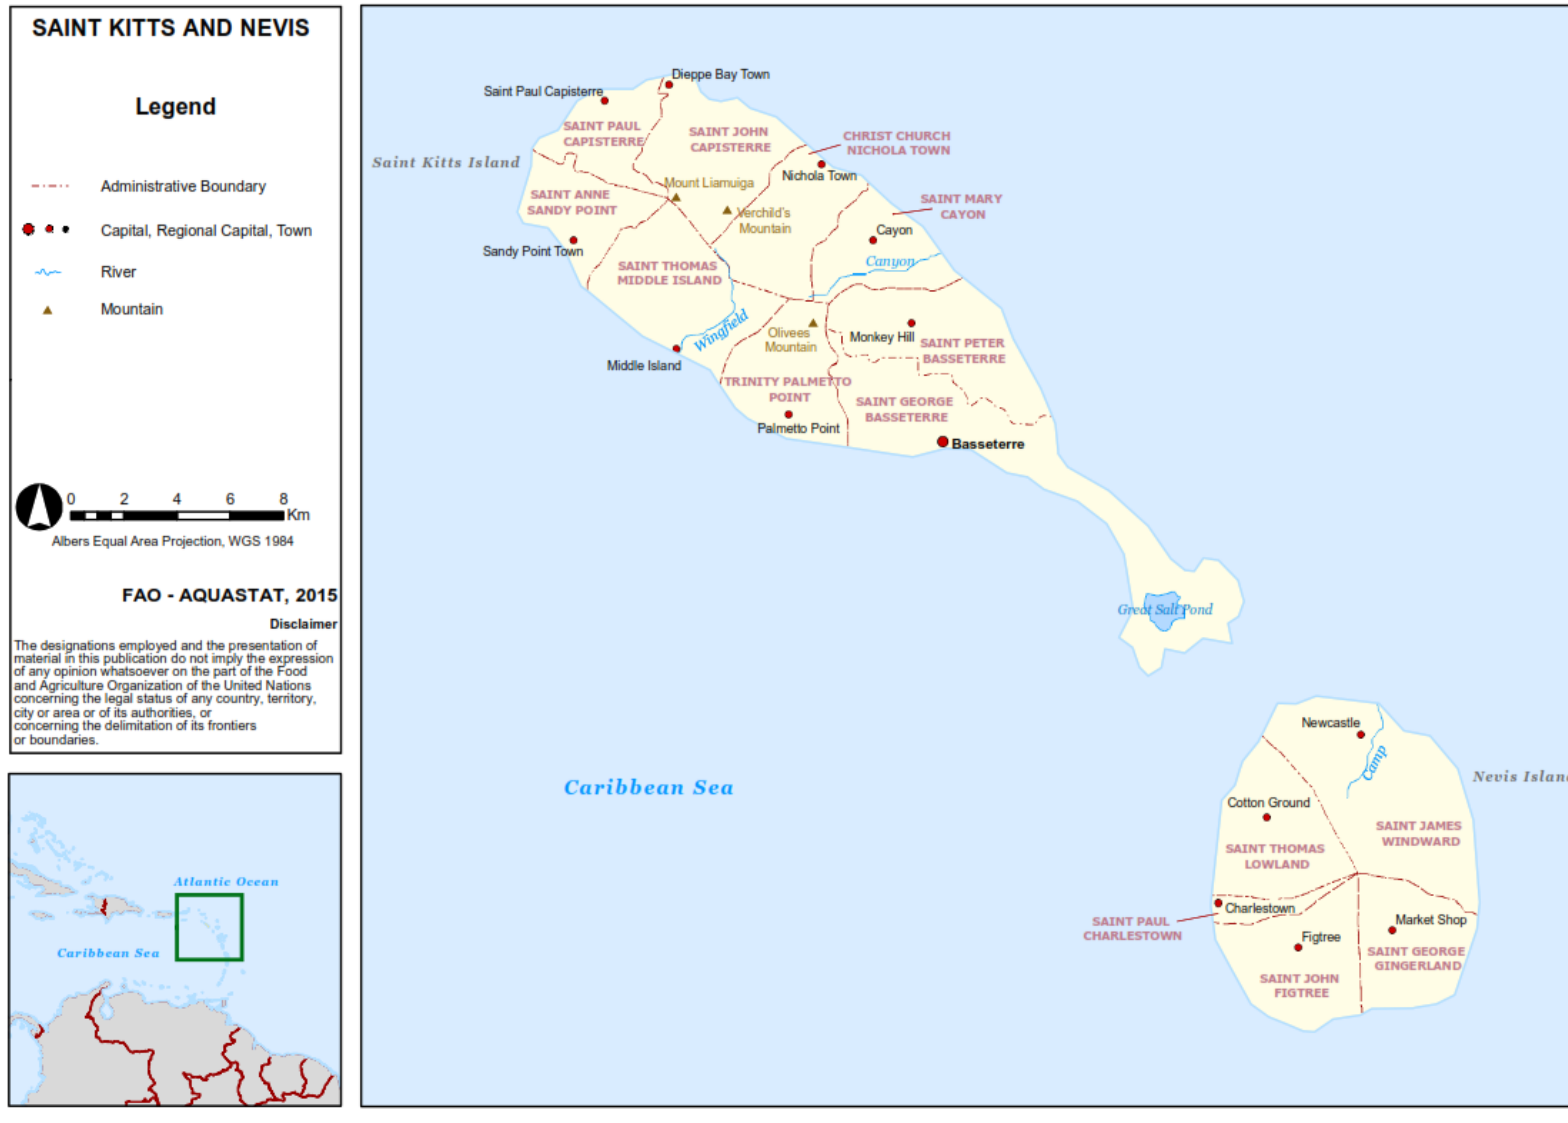 SAINT KITTS AND NEVIS
Legend
Administrative Boundary
Capital, Regional Capital, Town
River
Mountain
0 2 4 6 8
Km
Albers Equal Area Projection, WGS 1984
FAO - AQUASTAT, 2015
Disclaimer
The designations employed and the presentation of
material in this publication do not imply the expression
of any opinion whatsoever on the part of the Food
and Agriculture Organization of the United Nations
concerning the legal status of any country, territory,
city or area or of its authorities, or
concerning the delimitation of its frontiers
or boundaries.
Atlantic Ocean
Caribbean Sea
Dieppe Bay Town
Saint Paul Capisterre
SAINT PAUL
CAPISTERRE
SAINT JOHN
CAPISTERRE
CHRIST CHURCH
NICHOLA TOWN
Saint Kitts Island
Nichola Town
Mount Liamuiga
SAINT ANNE
SANDY POINT
SAINT MARY
CAYON
Verchild's
Mountain
Cayon
Sandy Point Town
Canyon
SAINT THOMAS
MIDDLE ISLAND
Wingfield
Olivees
Mountain
Monkey Hill
SAINT PETER
BASSETERRE
Middle Island
TRINITY PALMETTO
POINT
SAINT GEORGE
BASSETERRE
Palmetto Point
Basseterre
Great Salt Pond
Caribbean Sea
Newcastle
Camp
Nevis Islan
Cotton Ground
SAINT JAMES
WINDWARD
SAINT THOMAS
LOWLAND
Charlestown
SAINT PAUL
CHARLESTOWN
Market Shop
Figtree
SAINT GEORGE
GINGERLAND
SAINT JOHN
FIGTREE